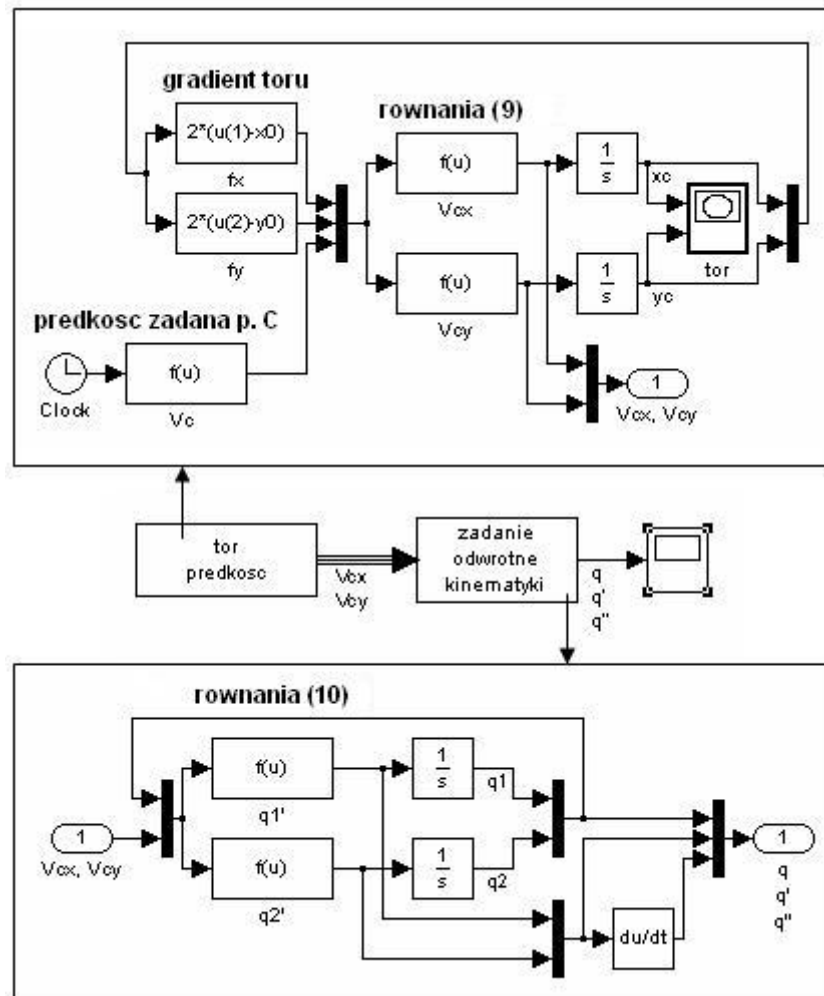 gradient toru
2*(u(1)-x0)
fx
2*(u(2)-y0)
fy
rownania (9)
f(u)
Vcx
f(u)
Vcy
1
s
xc
1
s
yc
tor
predkosc zadana p. C
Clock
f(u)
Vc
1
Vcx, Vcy
tor
predkosc
Vcx
Vcy
zadanie
odwrotne
kinematyki
q
q'
q"
rownania (10)
1
Vcx, Vcy
f(u)
q1'
f(u)
q2'
1
s
q1
1
s
q2
du/dt
1
q
q'
q"